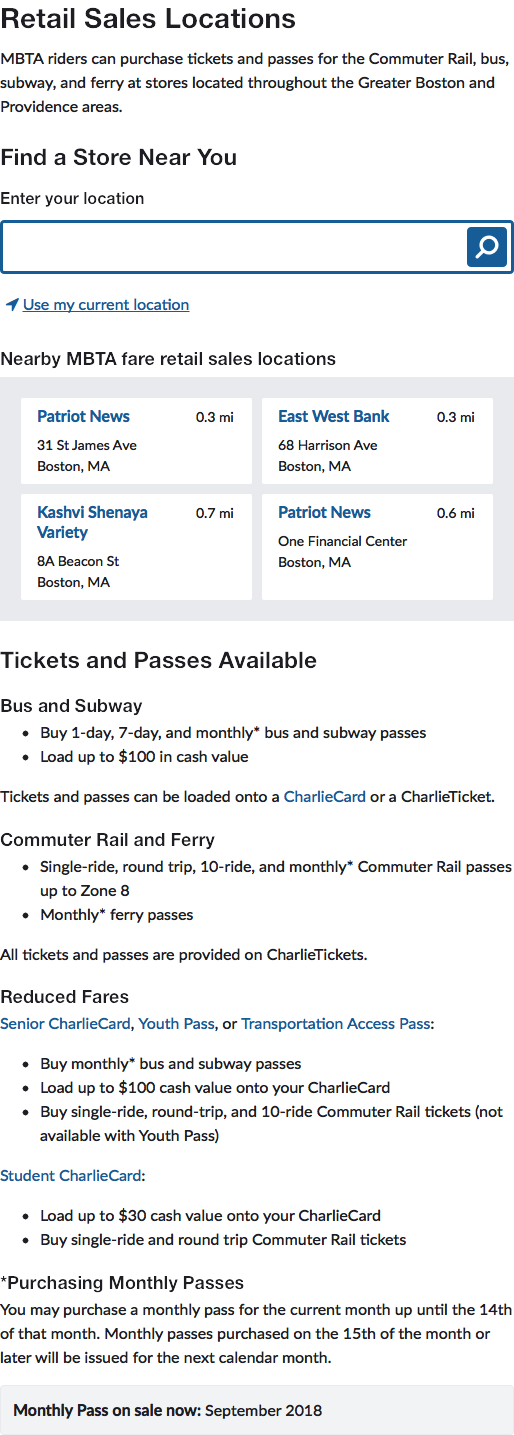 Retail Sales Locations
MBTA riders can purchase tickets and passes for the Commuter Rail, bus,
subway, and ferry at stores located throughout the Greater Boston and
Providence areas.
Find a Store Near You
Enter your location
Use my current location
Nearby MBTA fare retail sales locations
Patriot News 0.3 mi
31 St James Ave
Boston, MA
East West Bank 0.3 mi
68 Harrison Ave
Boston, MA
Kashvi Shenaya 0.7 mi
Variety
8A Beacon St
Boston, MA
Patriot News 0.6 mi
One Financial Center
Boston, MA
Tickets and Passes Available
Bus and Subway
• Buy 1-day, 7-day, and monthly* bus and subway passes
• Load up to $100 in cash value
Tickets and passes can be loaded onto a CharlieCard or a CharlieTicket.
Commuter Rail and Ferry
• Single-ride, round trip, 10-ride, and monthly* Commuter Rail passes
up to Zone 8
• Monthly* ferry passes
All tickets and passes are provided on CharlieTickets.
Reduced Fares
Senior CharlieCard, Youth Pass, or Transportation Access Pass:
• Buy monthly* bus and subway passes
• Load up to $100 cash value onto your CharlieCard
• Buy single-ride, round-trip, and 10-ride Commuter Rail tickets (not
available with Youth Pass)
Student CharlieCard:
• Load up to $30 cash value onto your CharlieCard
• Buy single-ride and round trip Commuter Rail tickets
*Purchasing Monthly Passes
You may purchase a monthly pass for the current month up until the 14th
of that month. Monthly passes purchased on the 15th of the month or
later will be issued for the next calendar month.
Monthly Pass on sale now: September 2018